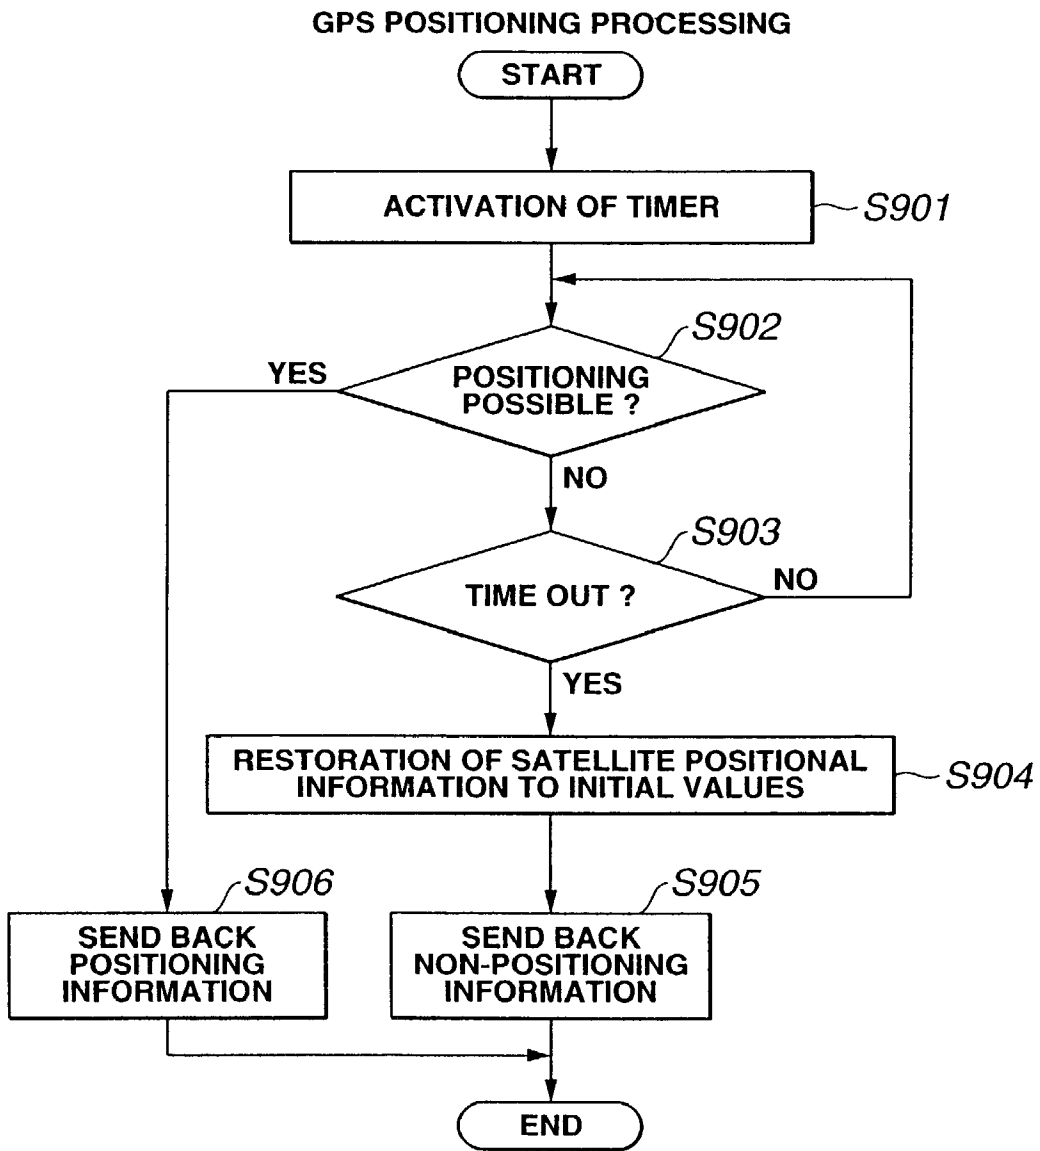 GPS POSITIONING PROCESSING
START
ACTIVATION OF TIMER
S901
S902
YES
POSITIONING
POSSIBLE ?
NO
S903
TIME OUT ?
NO
YES
RESTORATION OF SATELLITE POSITIONAL
INFORMATION TO INITIAL VALUES
S904
S906
SEND BACK
POSITIONING
INFORMATION
S905
SEND BACK
NON-POSITIONING
INFORMATION
END